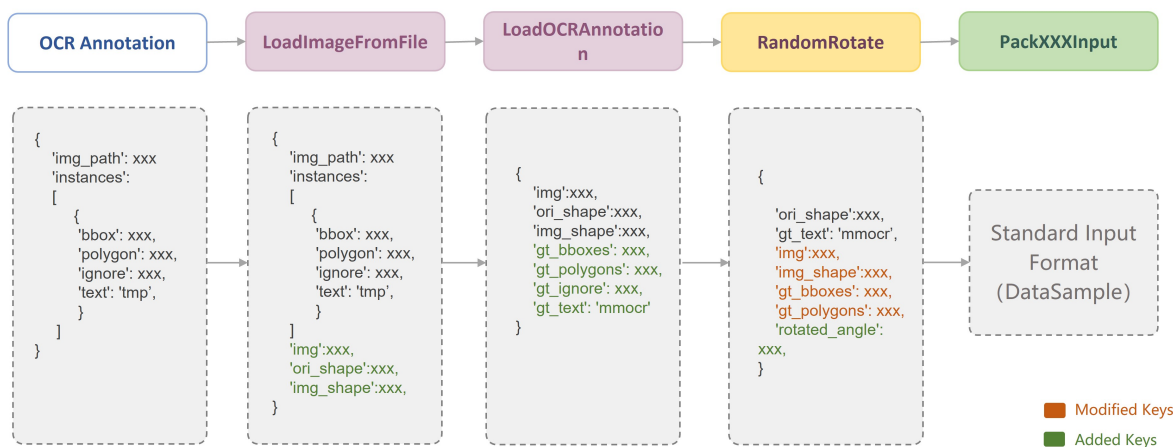 OCR Annotation
LoadImageFromFile
LoadOCRAnnotatio
n
RandomRotate
PackXXXInput
{
'img_path': xxx
'instances':
[
{
'bbox': xxx,
'polygon': xxx,
'ignore': xxx,
'text': 'tmp',
}
]
}
{
'img_path': xxx
'instances':
[
{
'bbox': xxx,
'polygon': xxx,
'ignore': xxx,
'text': 'tmp',
}
]
'img':xxx,
'ori_shape':xxx,
'img_shape':xxx,
}
{
'img':xxx,
'ori_shape':xxx,
'img_shape':xxx,
'gt_bboxes': xxx,
'gt_polygons': xxx,
'gt_ignore': xxx,
'gt_text': 'mmocr'
}
{
'ori_shape':xxx,
'gt_text': 'mmocr',
'img':xxx,
'img_shape':xxx,
'gt_bboxes': xxx,
'gt_polygons': xxx,
'rotated_angle':
xxx,
}
Standard Input
Format
(DataSample)
Modified Keys
Added Keys